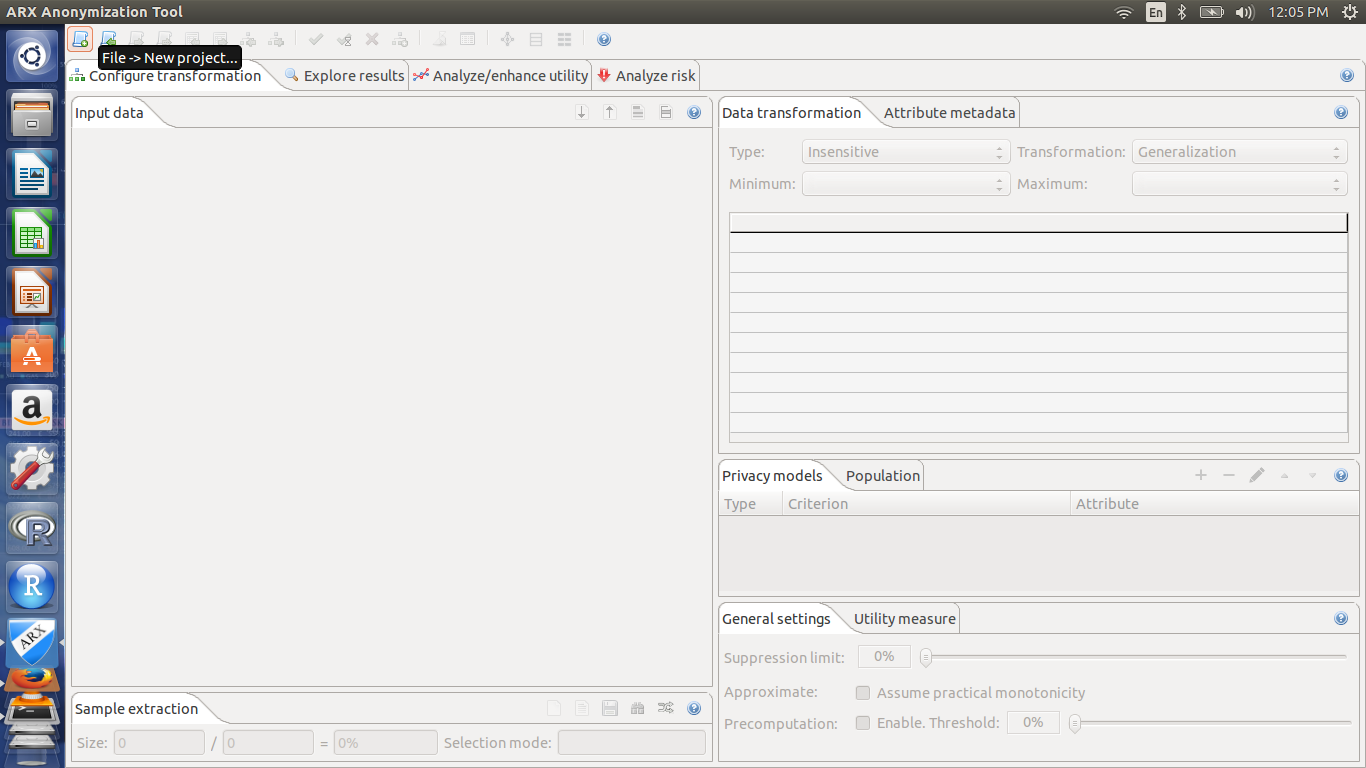 ARX Anonymization Tool
En
12:05 PM
File -> New project...
Configure transformation
Explore results
Analyze/enhance utility
Analyze risk
Input data
Data transformation
Attribute metadata
Type:
Insensitive
Transformation:
Generalization
Minimum:
Maximum:
Privacy models
Population
Type
Criterion
Attribute
General settings
Utility measure
Suppression limit:
0%
Approximate:
Assume practical monotonicity
Precomputation:
Enable. Threshold:
0%
Sample extraction
Size:
0
/
0
=
0%
Selection mode:
A
a
R
R
ARX